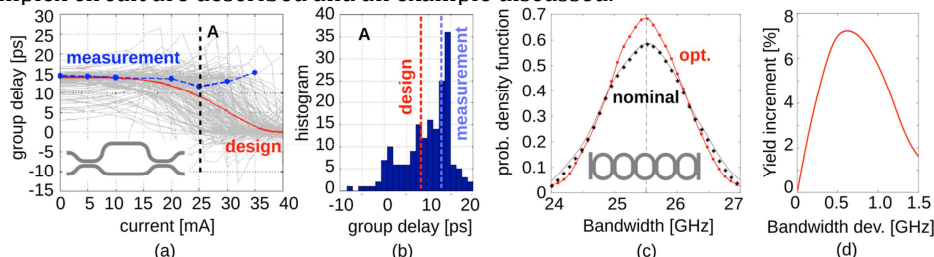 30
25
20
15
10
5
0
-5
-10
-15
group delay [ps]
measurement
A
design
0 5 10 15 20 25 30 35 40
current [mA]
(a)
40
35
30
25
20
15
10
5
0
histogram
A
design
measurement
-10 0 10 20
group delay [ps]
(b)
0.7
0.6
0.5
0.4
0.3
0.2
0.1
0
prob. density function
opt.
nominal
24 25 26 27
Bandwidth [GHz]
(c)
8
6
4
2
0
Yield increment [%]
0 0.5 1.0 1.5
Bandwidth dev. [GHz]
(d)